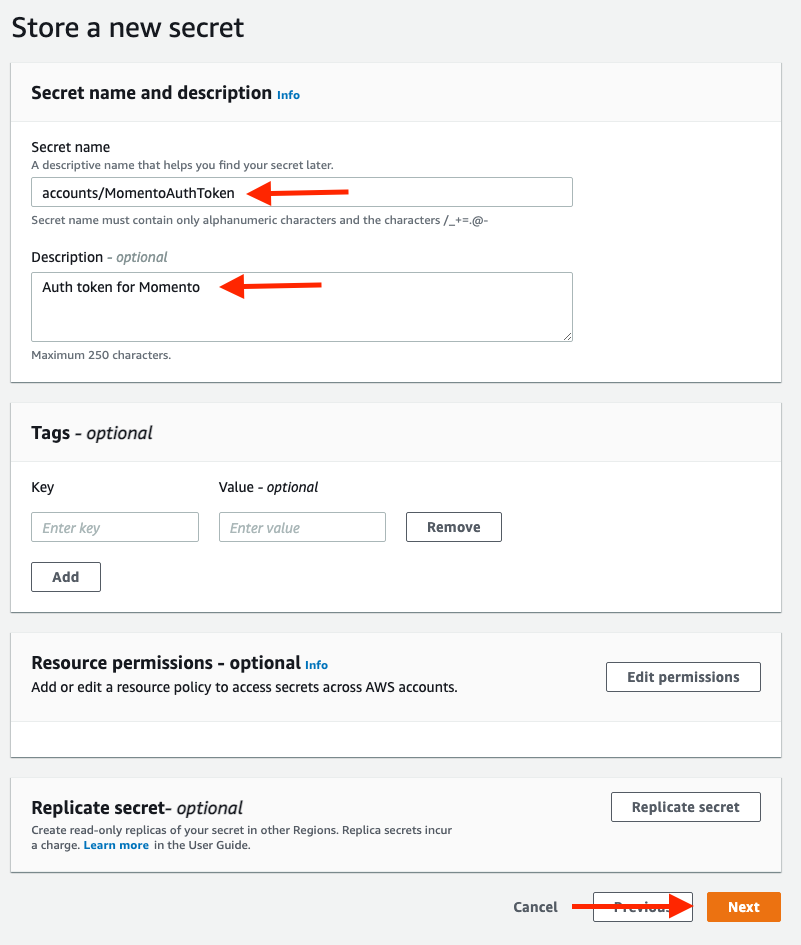 Store a new secret
Secret name and description Info
Secret name
A descriptive name that helps you find your secret later.
accounts/MomentoAuthToken
Secret name must contain only alphanumeric characters and the characters /_+=.@-
Description - optional
Auth token for Momento
Maximum 250 characters.
Tags - optional
Key Value - optional
Enter key Enter value Remove
Add
Resource permissions - optional Info
Add or edit a resource policy to access secrets across AWS accounts.
Edit permissions
Replicate secret- optional
Create read-only replicas of your secret in other Regions. Replica secrets incur
a charge. Learn more in the User Guide.
Replicate secret
Cancel Previous Next